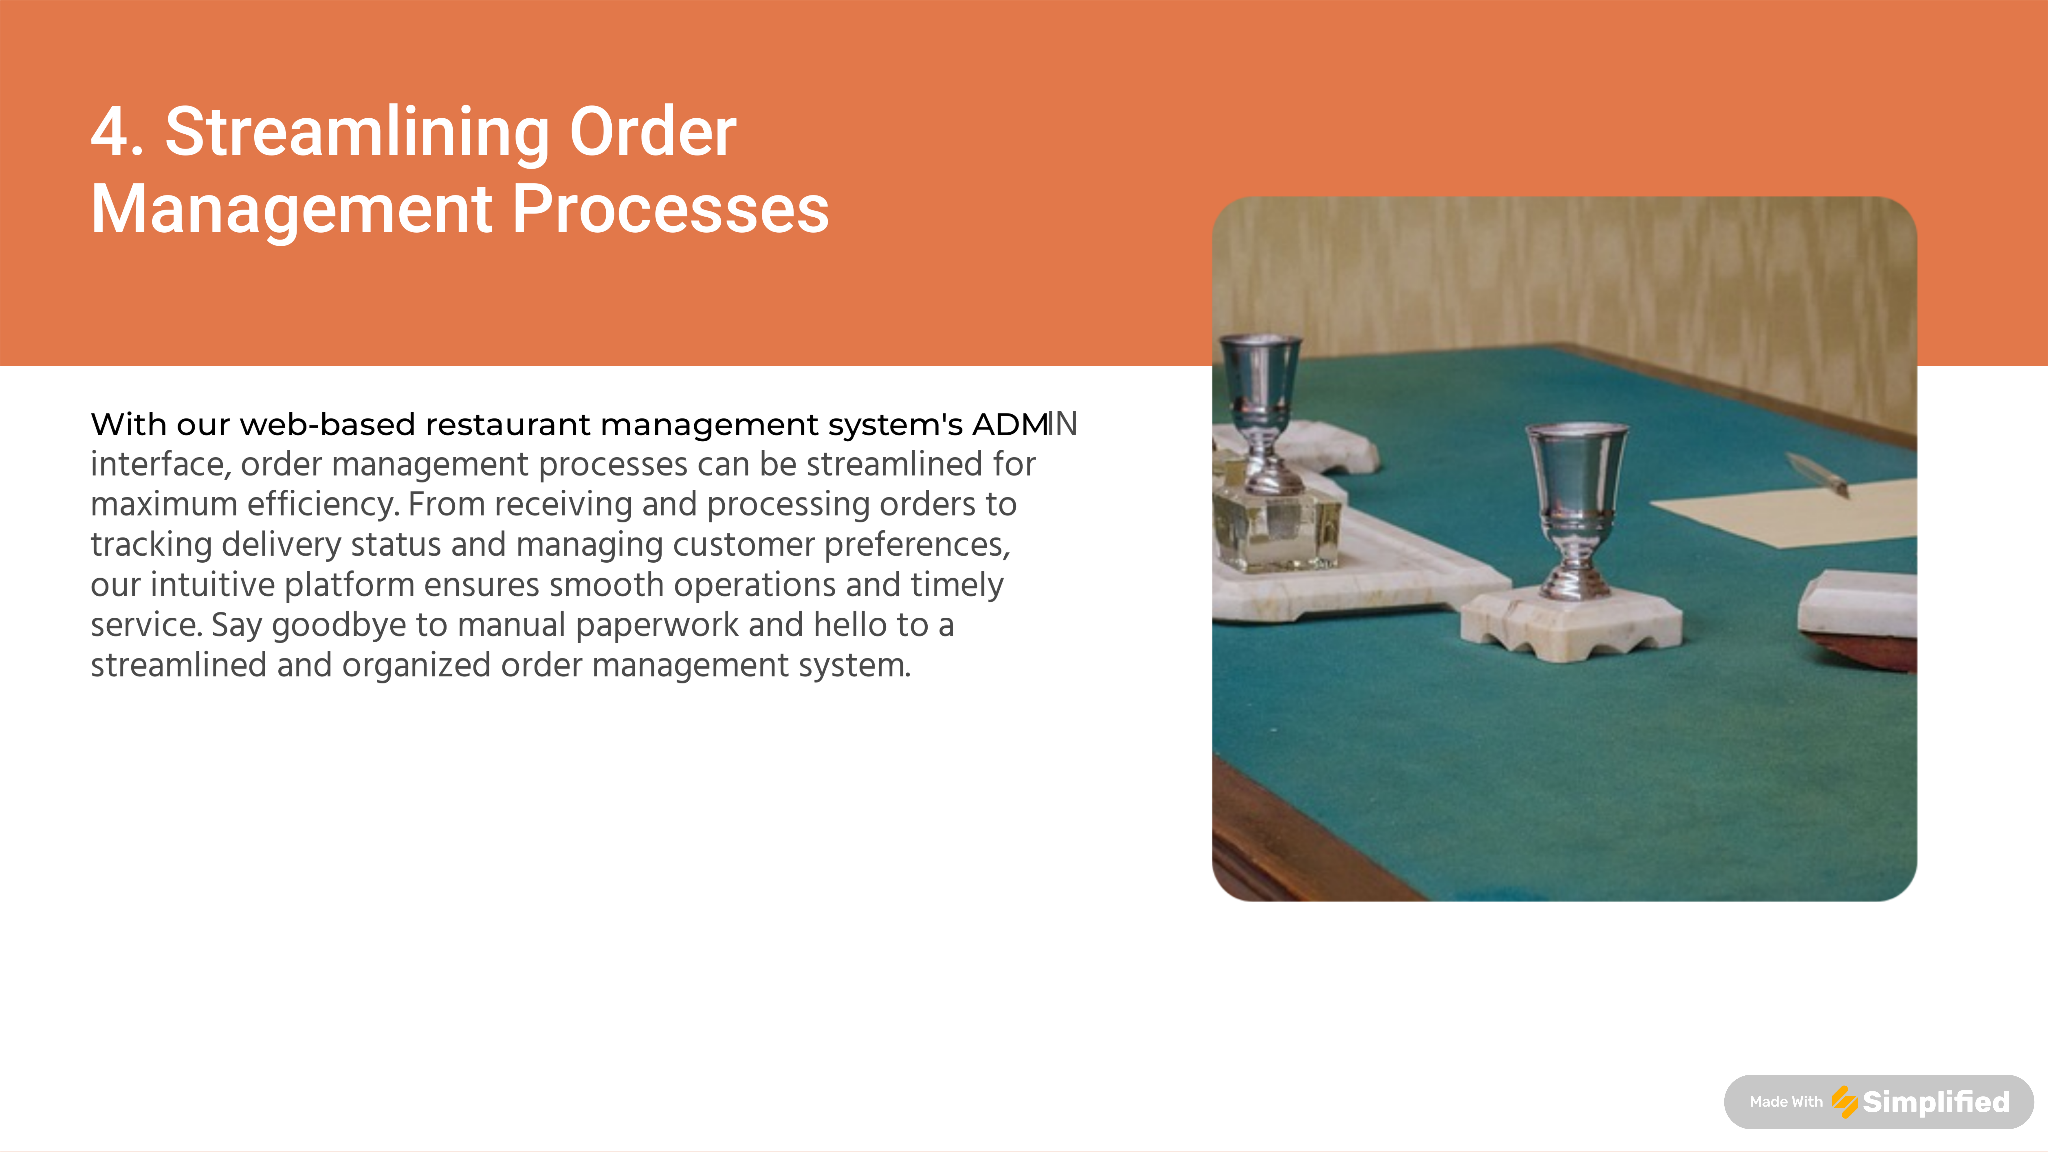 4. Streamlining Order
Management Processes
With our web-based restaurant management system's ADMIN
interface, order management processes can be streamlined for
maximum efficiency. From receiving and processing orders to
tracking delivery status and managing customer preferences,
our intuitive platform ensures smooth operations and timely
service. Say goodbye to manual paperwork and hello to a
streamlined and organized order management system.
Made With Simplified